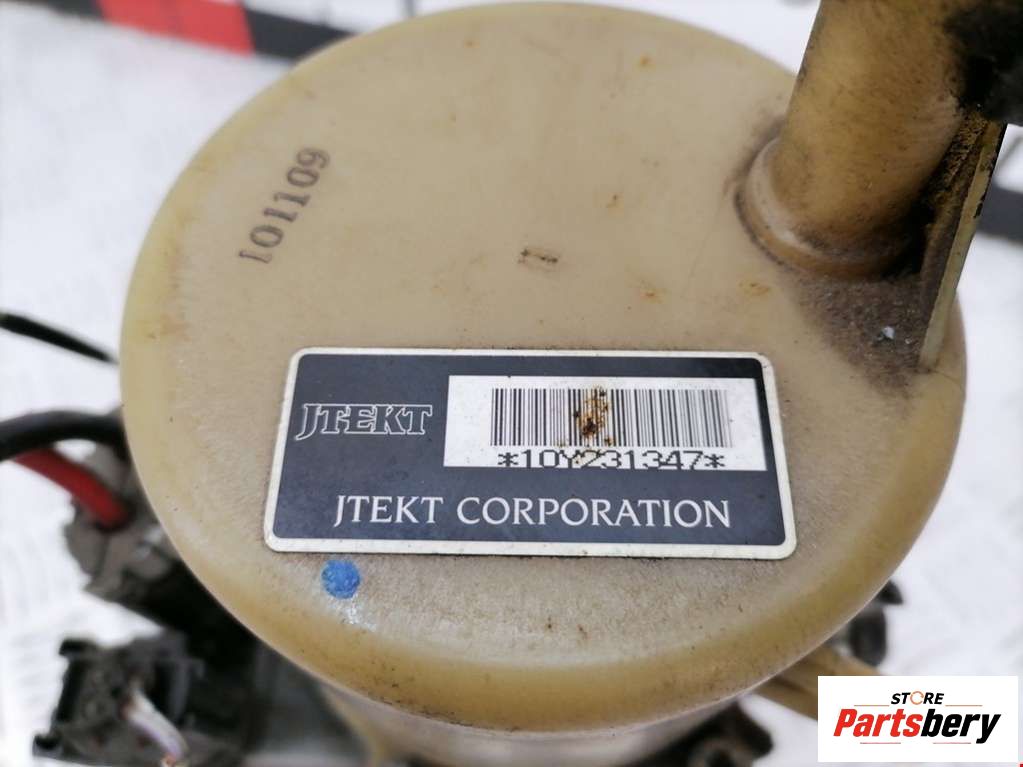 101109
JTEKT
*10Y231347*
JTEKT CORPORATION
STORE
Partsbery